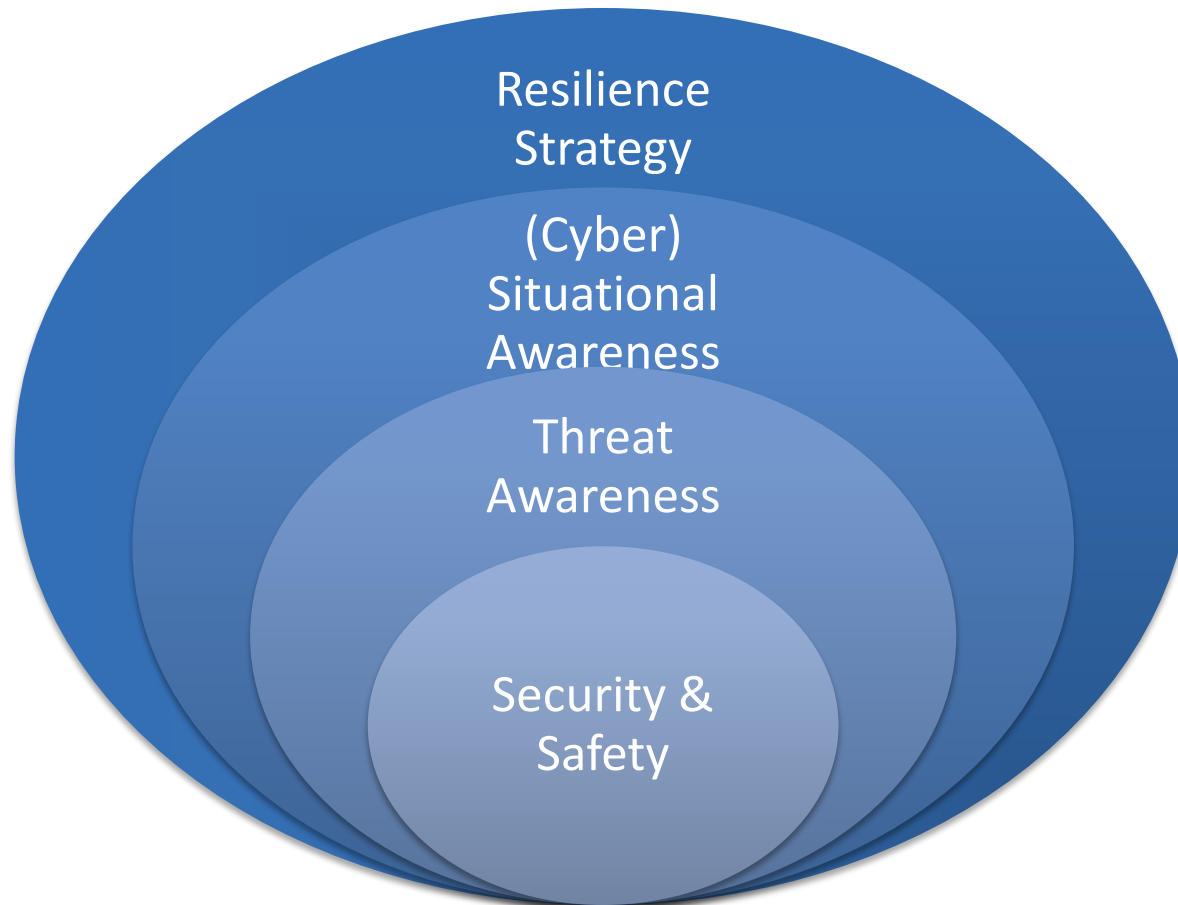 Resilience
Strategy
(Cyber)
Situational
Awareness
Threat
Awareness
Security &
Safety